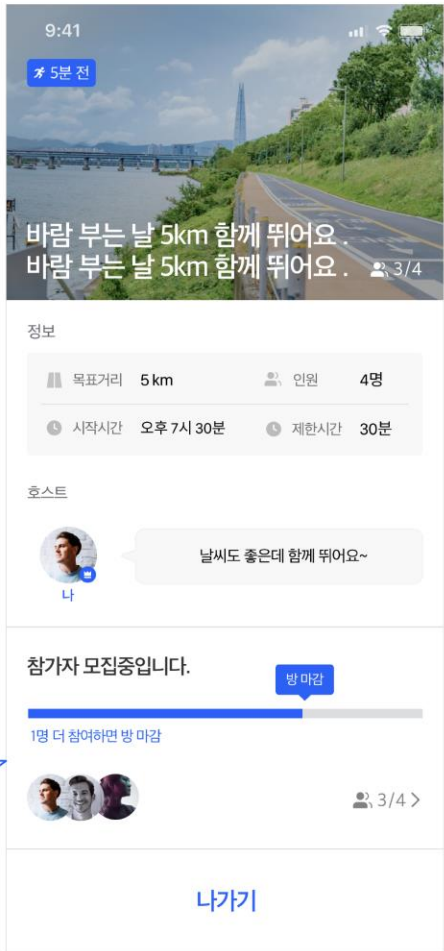 9:41
5분 전
바람 부는 날 5km 함께 뛰어요 .
바람 부는 날 5km 함께 뛰어요 . 3/4
정보
목표거리 5 km 인원 4명
시작시간 오후 7시 30분 제한시간 30분
호스트
날씨도 좋은데 함께 뛰어요~
나
참가자 모집중입니다.
방 마감
1명 더 참여하면 방 마감
3/4 >
나가기